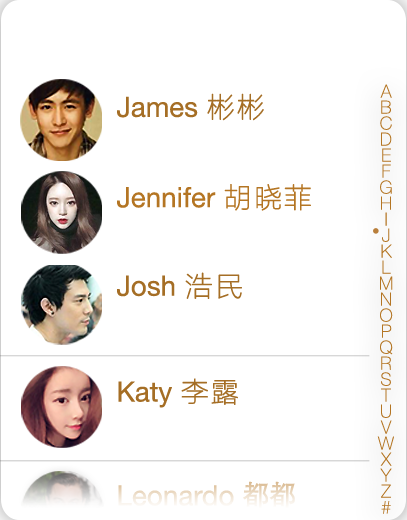 James 彬彬
Jennifer 胡晓菲
Josh 浩民
Katy 李露
Leonardo 都都
A
B
C
D
E
F
G
H
I
J
K
L
M
N
O
P
Q
R
S
T
U
V
W
X
Y
Z
#